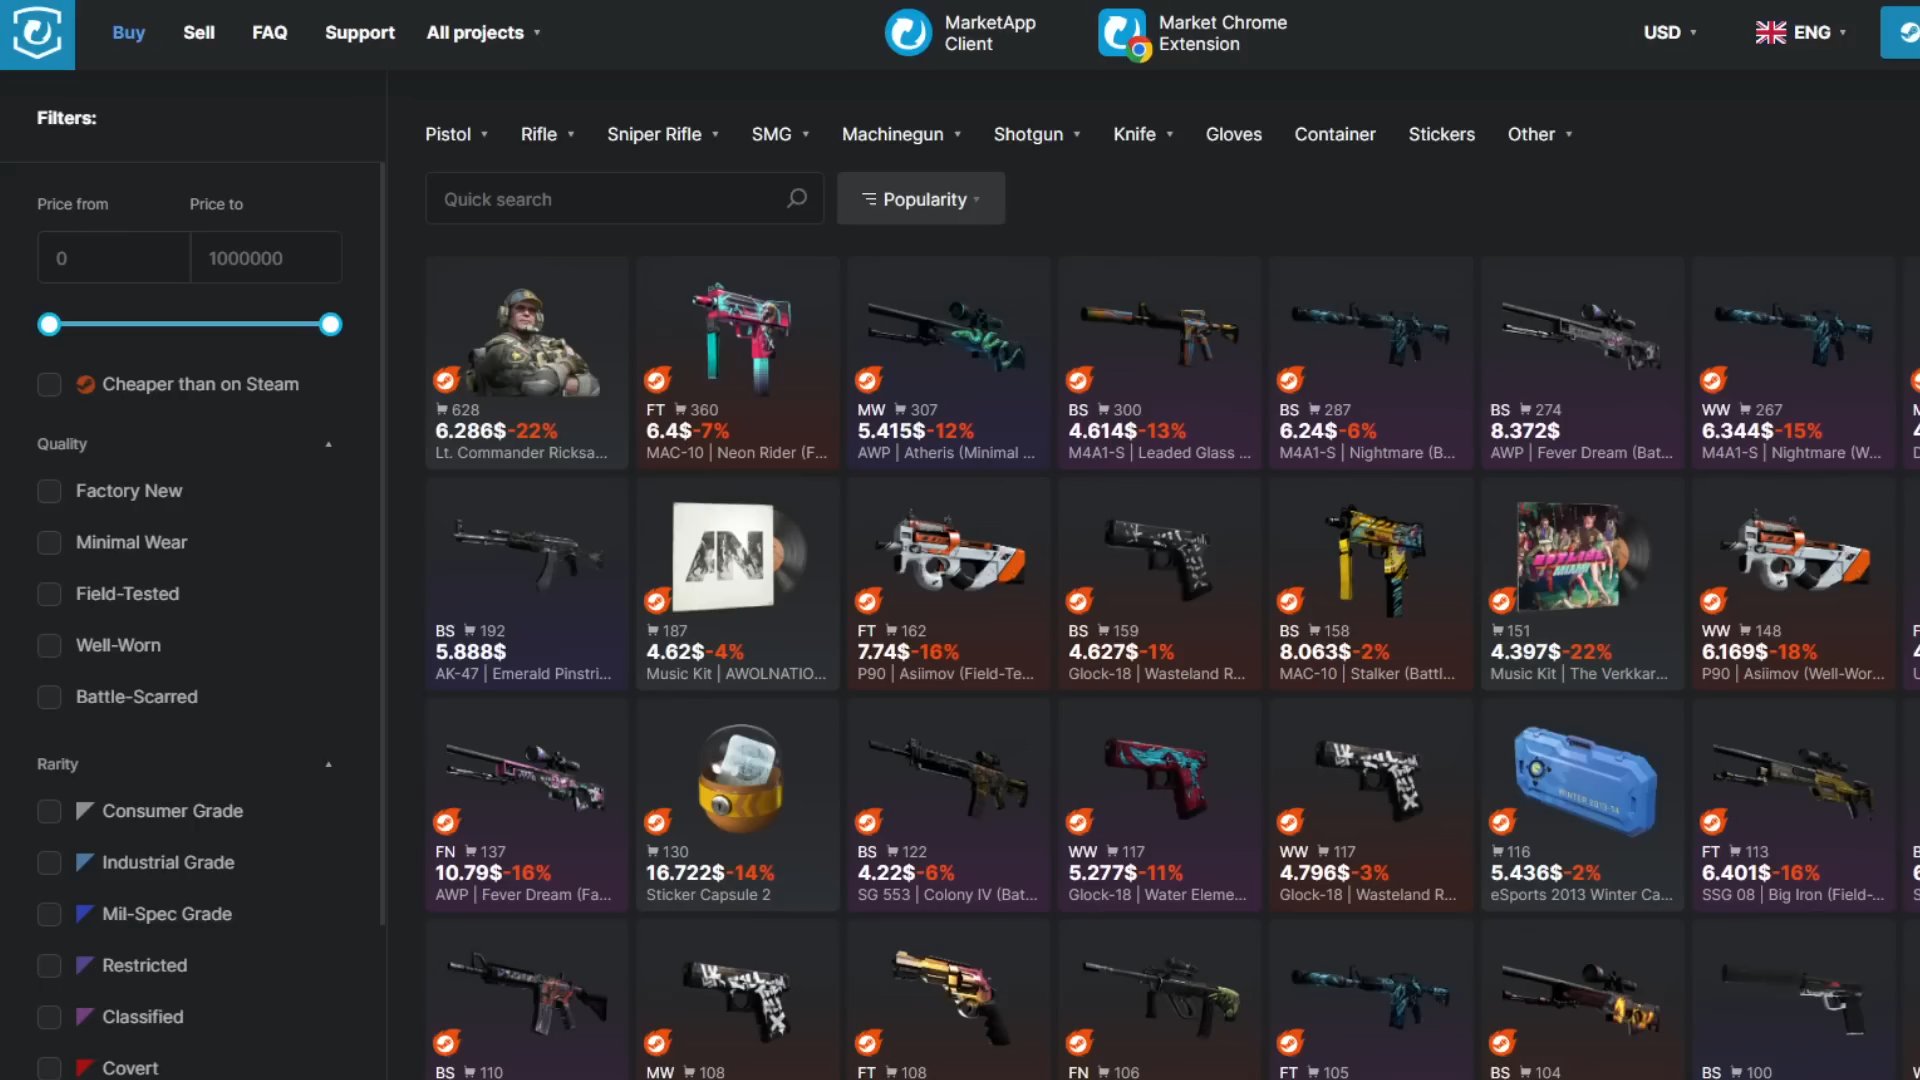 Buy Sell FAQ Support All projects
MarketApp Client
Market Chrome Extension
USD ENG
Filters:
Pistol Rifle Sniper Rifle SMG Machinegun Shotgun Knife Gloves Container Stickers Other
Price from Price to
Quick search
Popularity
0 1000000
Cheaper than on Steam
Quality
Factory New
Minimal Wear
Field-Tested
Well-Worn
Battle-Scarred
Rarity
Consumer Grade
Industrial Grade
Mil-Spec Grade
Restricted
Classified
Covert
628
6.286$-22%
Lt. Commander Ricksa...
FT 360
6.4$-7%
MAC-10 | Neon Rider (F...
MW 307
5.415$-12%
AWP | Atheris (Minimal ...
BS 300
4.614$-13%
M4A1-S | Leaded Glass ...
BS 287
6.24$-6%
M4A1-S | Nightmare (B...
BS 274
8.372$
AWP | Fever Dream (Bat...
WW 267
6.344$-15%
M4A1-S | Nightmare (W...
BS 192
5.888$
AK-47 | Emerald Pinstri...
AN
187
4.62$-4%
Music Kit | AWOLNATIO...
FT 162
7.74$-16%
P90 | Asiimov (Field-Te...
BS 159
4.627$-1%
Glock-18 | Wasteland R...
BS 158
8.063$-2%
MAC-10 | Stalker (Battl...
MIAMI
151
4.397$-22%
Music Kit | The Verkkar...
WW 148
6.169$-18%
P90 | Asiimov (Well-Wor...
FN 137
10.79$-16%
AWP | Fever Dream (Fa...
130
16.722$-14%
Sticker Capsule 2
BS 122
4.22$-6%
SG 553 | Colony IV (Bat...
WW 117
5.277$-11%
Glock-18 | Water Eleme...
WW 117
4.796$-3%
Glock-18 | Wasteland R...
WINTER 2013-14
116
5.436$-2%
eSports 2013 Winter Ca...
FT 113
6.401$-16%
SSG 08 | Big Iron (Field-...
BS 110
MW 108
FT 108
FN 106
FT 105
BS 104
BS 100